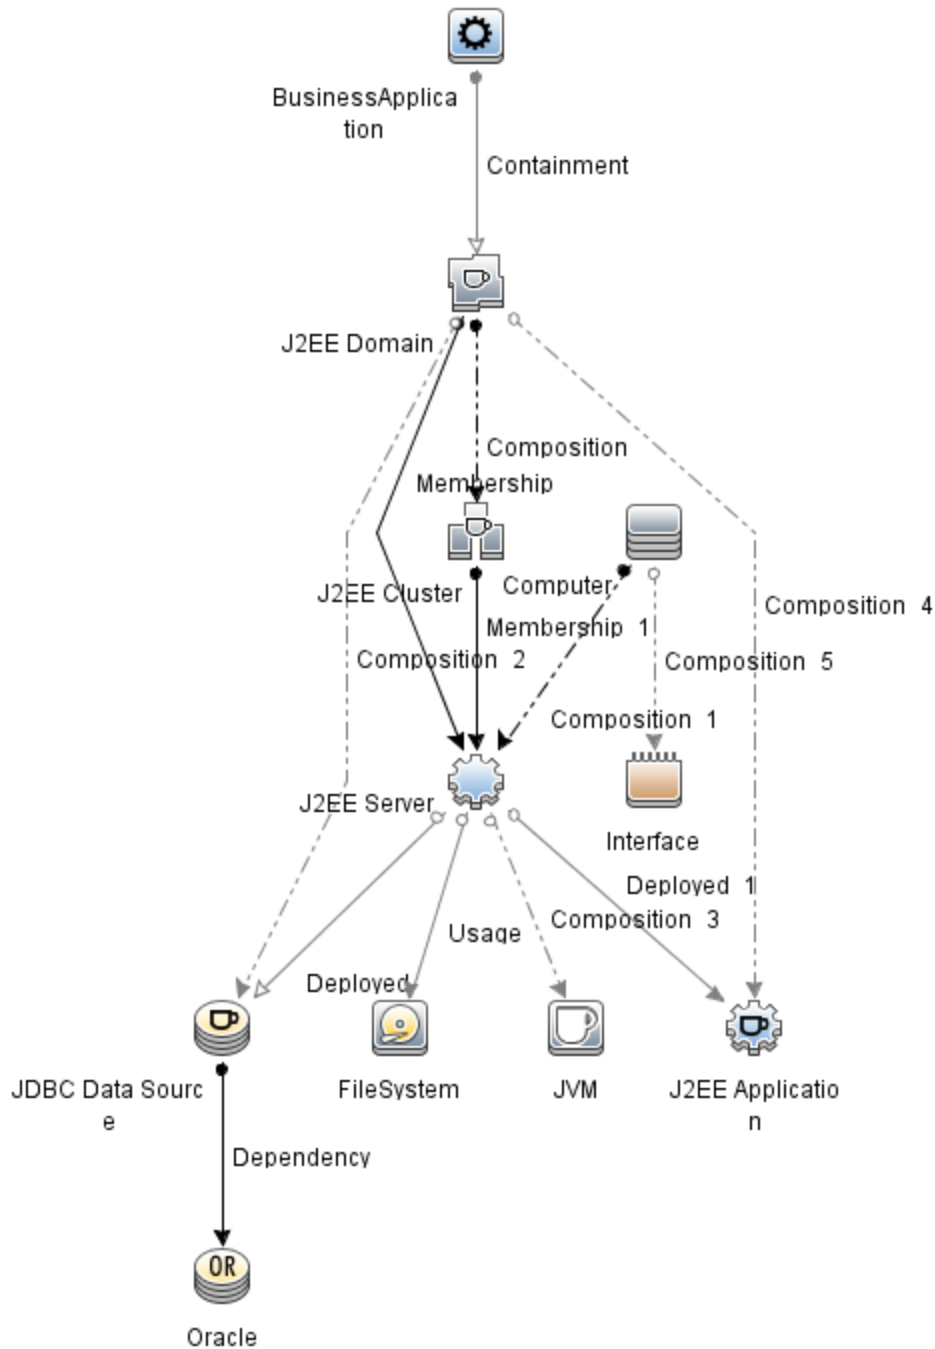 BusinessApplica
tion
Containment
J2EE Domain
Composition
Membership
J2EE Cluster
Computer
Composition 4
Membership 1
Composition 2
Composition 5
Composition 1
J2EE Server
Interface
Deployed 1
Composition 3
Usage
Deployed
JDBC Data Sourc
e
FileSystem
JVM
J2EE Applicatio
n
Dependency
OR
Oracle